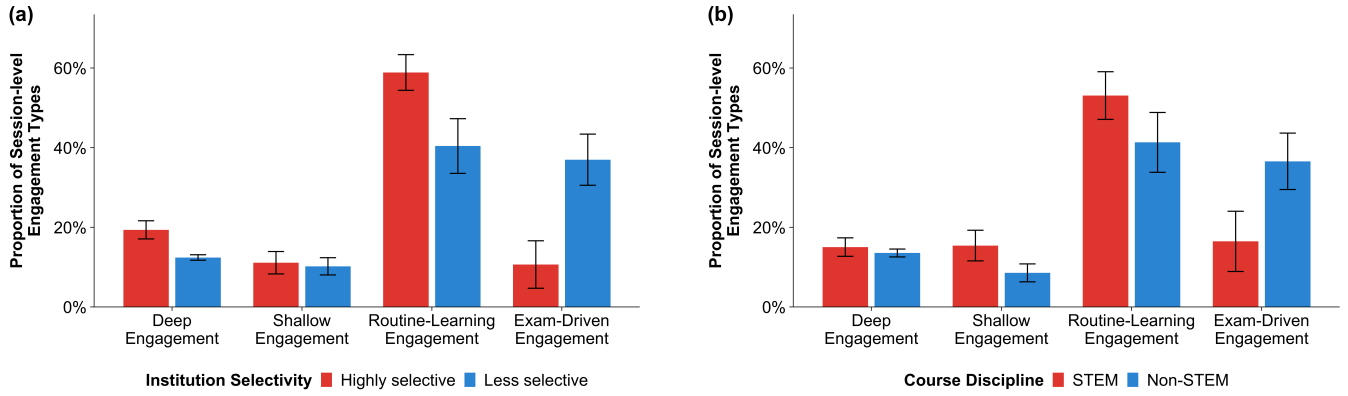 (a)
Proportion of Session-level
Engagement Types
60%
40%
20%
0%
Deep
Engagement
Shallow
Engagement
Routine-Learning
Engagement
Exam-Driven
Engagement
Institution Selectivity Highly selective Less selective
(b)
Proportion of Session-level
Engagement Types
60%
40%
20%
0%
Deep
Engagement
Shallow
Engagement
Routine-Learning
Engagement
Exam-Driven
Engagement
Course Discipline STEM Non-STEM